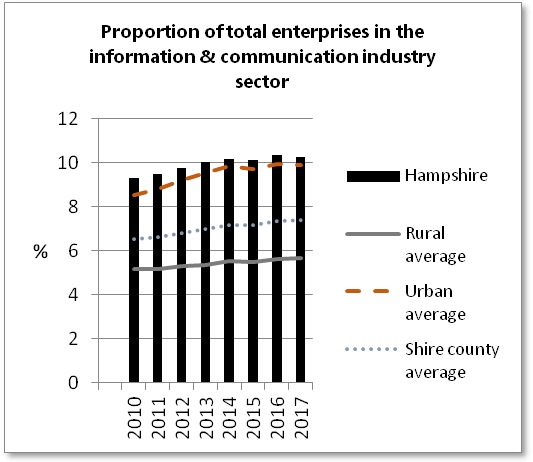 Proportion of total enterprises in the
information & communication industry
sector
12
10
8
6
4
2
0
%
2010
2011
2012
2013
2014
2015
2016
2017
Hampshire
Rural
average
Urban
average
Shire county
average